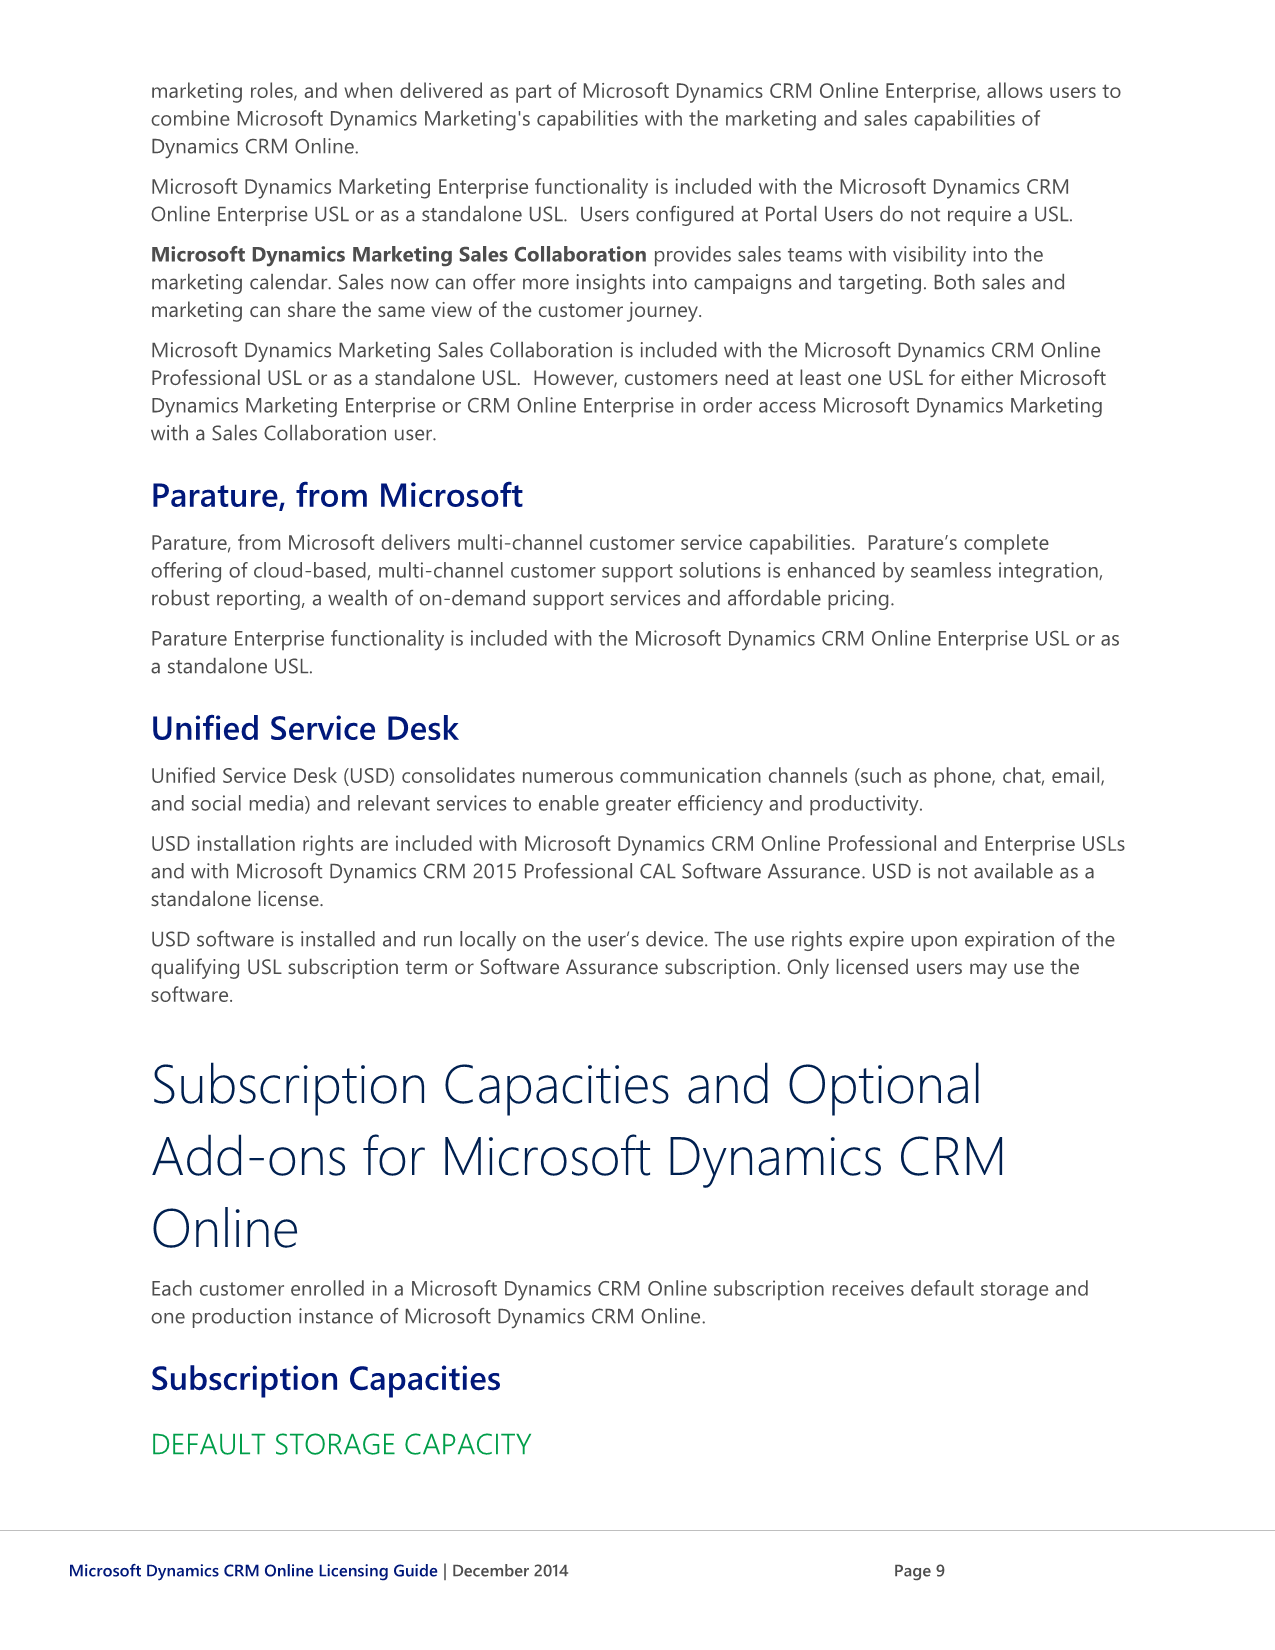 marketing roles, and when delivered as part of Microsoft Dynamics CRM Online Enterprise, allows users to
combine Microsoft Dynamics Marketing's capabilities with the marketing and sales capabilities of
Dynamics CRM Online.
Microsoft Dynamics Marketing Enterprise functionality is included with the Microsoft Dynamics CRM
Online Enterprise USL or as a standalone USL.  Users configured at Portal Users do not require a USL.
Microsoft Dynamics Marketing Sales Collaboration provides sales teams with visibility into the
marketing calendar. Sales now can offer more insights into campaigns and targeting. Both sales and
marketing can share the same view of the customer journey.
Microsoft Dynamics Marketing Sales Collaboration is included with the Microsoft Dynamics CRM Online
Professional USL or as a standalone USL.  However, customers need at least one USL for either Microsoft
Dynamics Marketing Enterprise or CRM Online Enterprise in order access Microsoft Dynamics Marketing
with a Sales Collaboration user.
Parature, from Microsoft
Parature, from Microsoft delivers multi-channel customer service capabilities.  Parature’s complete
offering of cloud-based, multi-channel customer support solutions is enhanced by seamless integration,
robust reporting, a wealth of on-demand support services and affordable pricing.
Parature Enterprise functionality is included with the Microsoft Dynamics CRM Online Enterprise USL or as
a standalone USL.
Unified Service Desk
Unified Service Desk (USD) consolidates numerous communication channels (such as phone, chat, email,
and social media) and relevant services to enable greater efficiency and productivity.
USD installation rights are included with Microsoft Dynamics CRM Online Professional and Enterprise USLs
and with Microsoft Dynamics CRM 2015 Professional CAL Software Assurance. USD is not available as a
standalone license.
USD software is installed and run locally on the user’s device. The use rights expire upon expiration of the
qualifying USL subscription term or Software Assurance subscription. Only licensed users may use the
software.
Subscription Capacities and Optional
Add-ons for Microsoft Dynamics CRM
Online
Each customer enrolled in a Microsoft Dynamics CRM Online subscription receives default storage and
one production instance of Microsoft Dynamics CRM Online.
Subscription Capacities
DEFAULT STORAGE CAPACITY
Microsoft Dynamics CRM Online Licensing Guide | December 2014 Page 9